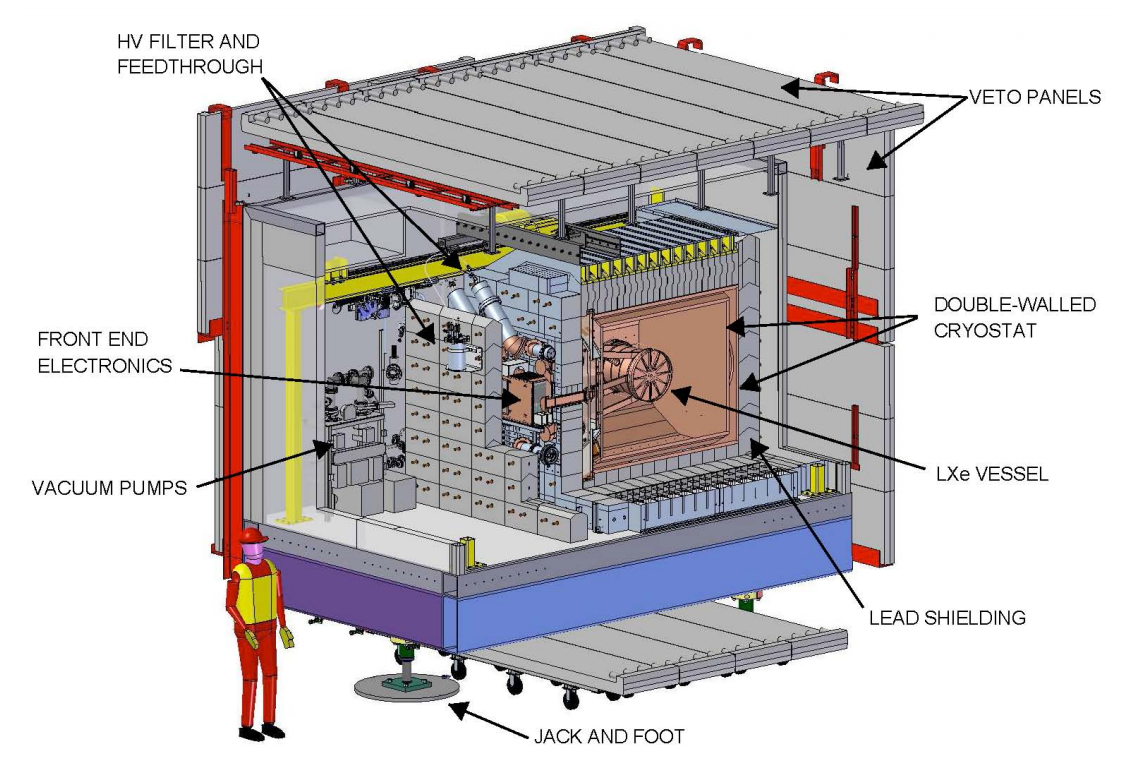 HV FILTER AND
FEEDTHROUGH
VETO PANELS
DOUBLE-WALLED
CRYOSTAT
FRONT END
ELECTRONICS
LXe VESSEL
VACUUM PUMPS
LEAD SHIELDING
JACK AND FOOT